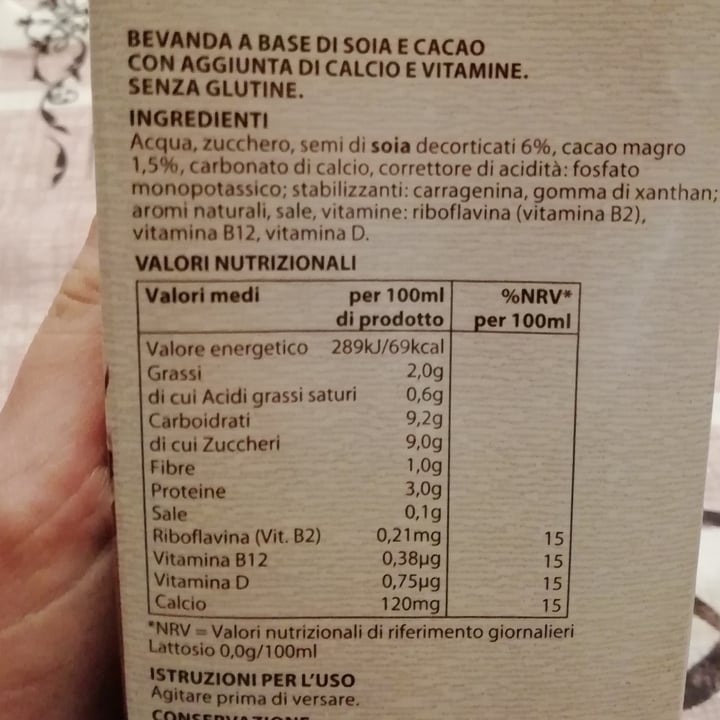 BEVANDA A BASE DI SOIA E CACAO
CON AGGIUNTA DI CALCIO E VITAMINE.
SENZA GLUTINE.
INGREDIENTI
Acqua, zucchero, semi di soia decorticati 6%, cacao magro
1,5%, carbonato di calcio, correttore di acidità: fosfato
monopotassico; stabilizzanti: carragenina, gomma di xanthan;
aromi naturali, sale, vitamine: riboflavina (vitamina B2),
vitamina B12, vitamina D.
VALORI NUTRIZIONALI
Valori medi per 100ml %NRV*
di prodotto per 100ml
Valore energetico 289kJ/69kcal
Grassi 2,0g
di cui Acidi grassi saturi 0,6g
Carboidrati 9,2g
di cui Zuccheri 9,0g
Fibre 1,0g
Proteine 3,0g
Sale 0,1g
Riboflavina (Vit. B2) 0,21mg 15
Vitamina B12 0,38µg 15
Vitamina D 0,75µg 15
Calcio 120mg 15
*NRV = Valori nutrizionali di riferimento giornalieri
Lattosio 0,0g/100ml
ISTRUZIONI PER L'USO
Agitare prima di versare.
CONSERVAZIONE